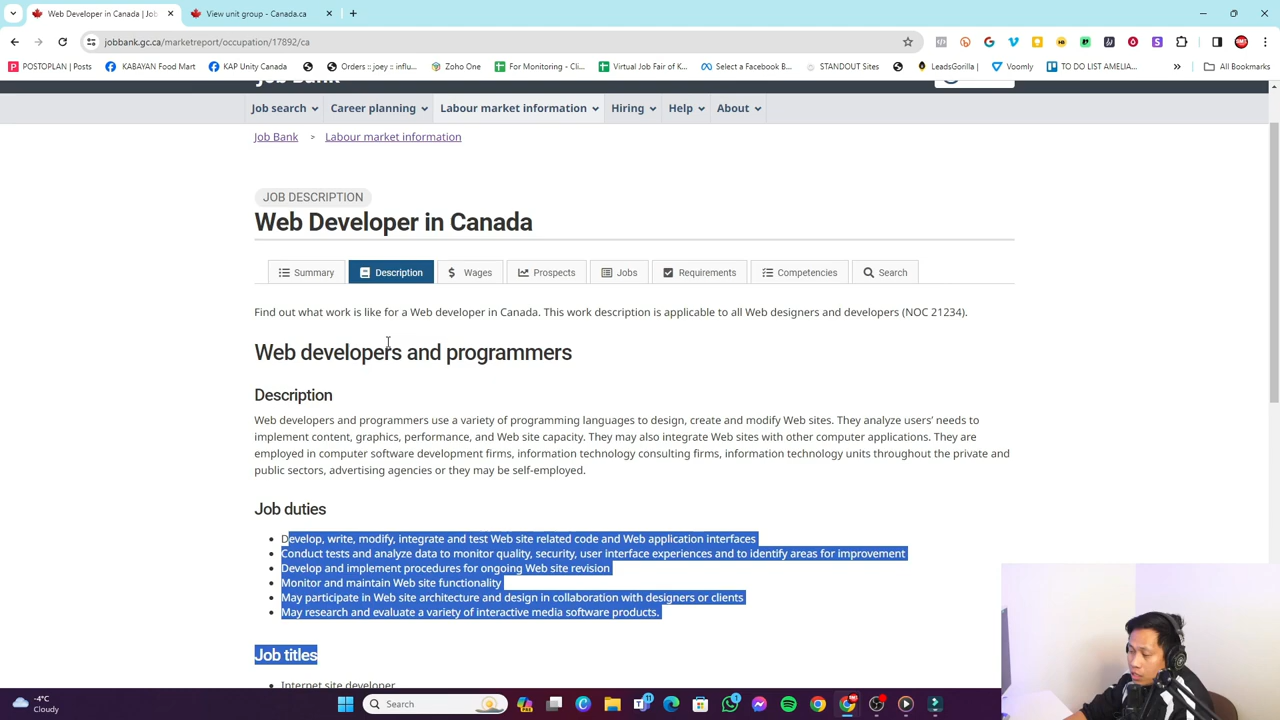 Web Developer in Canada | Job
View unit group - Canada.ca
jobbank.gc.ca/marketreport/occupation/17892/ca
POSTOPLAN | Posts
KABAYAN Food Mart
KAP Unity Canada
Orders :: joey :: influ...
Zoho One
For Monitoring - Cli...
Virtual Job Fair of K...
Select a Facebook B...
STANDOUT Sites
LeadsGorilla |
Voomly
TO DO LIST AMELIA...
All Bookmarks
Job Bank
Job search
Career planning
Labour market information
Hiring
Help
About
Job Bank > Labour market information
JOB DESCRIPTION
Web Developer in Canada
Summary
Description
Wages
Prospects
Jobs
Requirements
Competencies
Search
Find out what work is like for a Web developer in Canada. This work description is applicable to all Web designers and developers (NOC 21234).
Web developers and programmers
Description
Web developers and programmers use a variety of programming languages to design, create and modify Web sites. They analyze users’ needs to
implement content, graphics, performance, and Web site capacity. They may also integrate Web sites with other computer applications. They are
employed in computer software development firms, information technology consulting firms, information technology units throughout the private and
public sectors, advertising agencies or they may be self-employed.
Job duties
Develop, write, modify, integrate and test Web site related code and Web application interfaces
Conduct tests and analyze data to monitor quality, security, user interface experiences and to identify areas for improvement
Develop and implement procedures for ongoing Web site revision
Monitor and maintain Web site functionality
May participate in Web site architecture and design in collaboration with designers or clients
May research and evaluate a variety of interactive media software products.
Job titles
Internet site developer
-4°C
Cloudy
Search